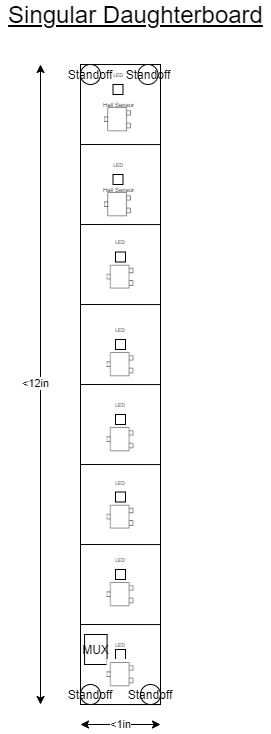 Singular Daughterboard
Standoff LED Standoff
Hall Sensor
LED
Hall Sensor
LED
LED
<12in
LED
LED
LED
MUX LED
Standoff Standoff
<1in